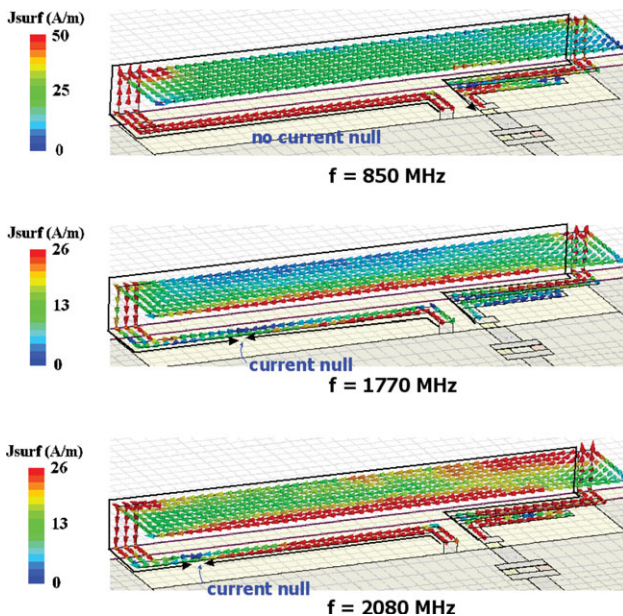 Jsurf (A/m)
50
25
0
no current null
f = 850 MHz
Jsurf (A/m)
26
13
0
current null
f = 1770 MHz
Jsurf (A/m)
26
13
0
current null
f = 2080 MHz